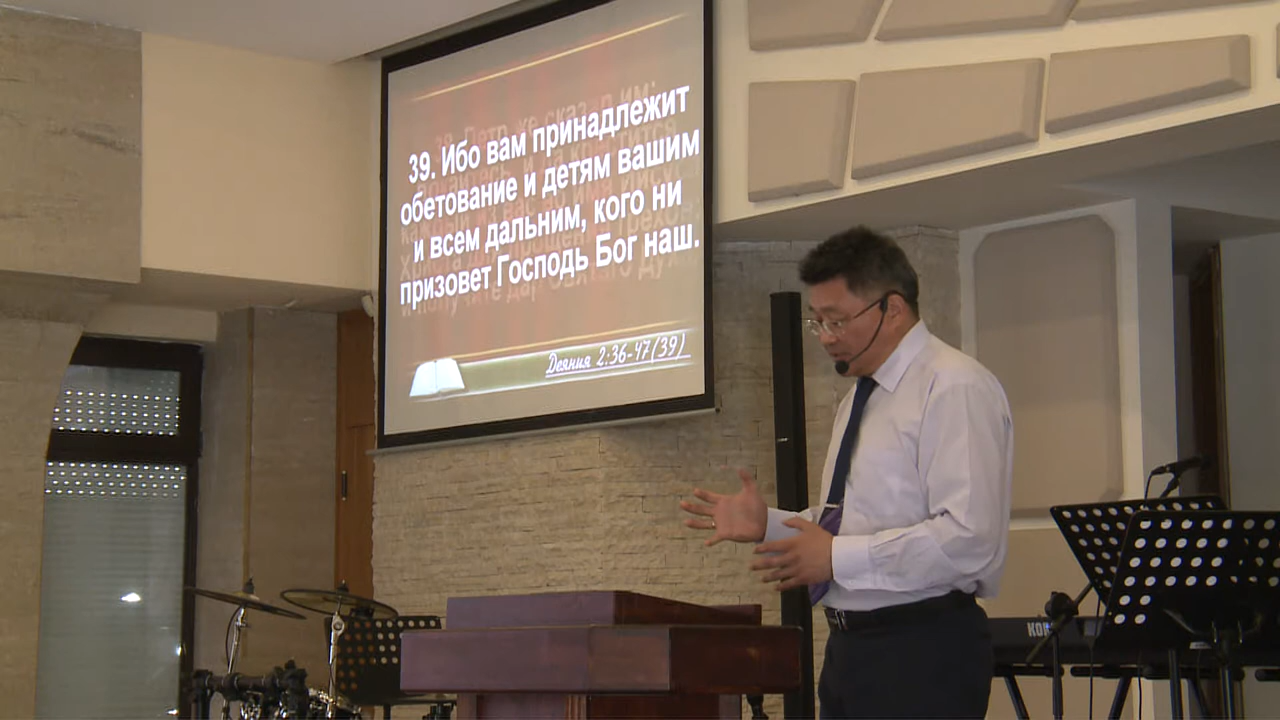 39. Ибо вам принадлежит
обетование и детям вашим
и всем дальним, кого ни
призовет Господь Бог наш.
Деяния 2:36-47(39)
KOR